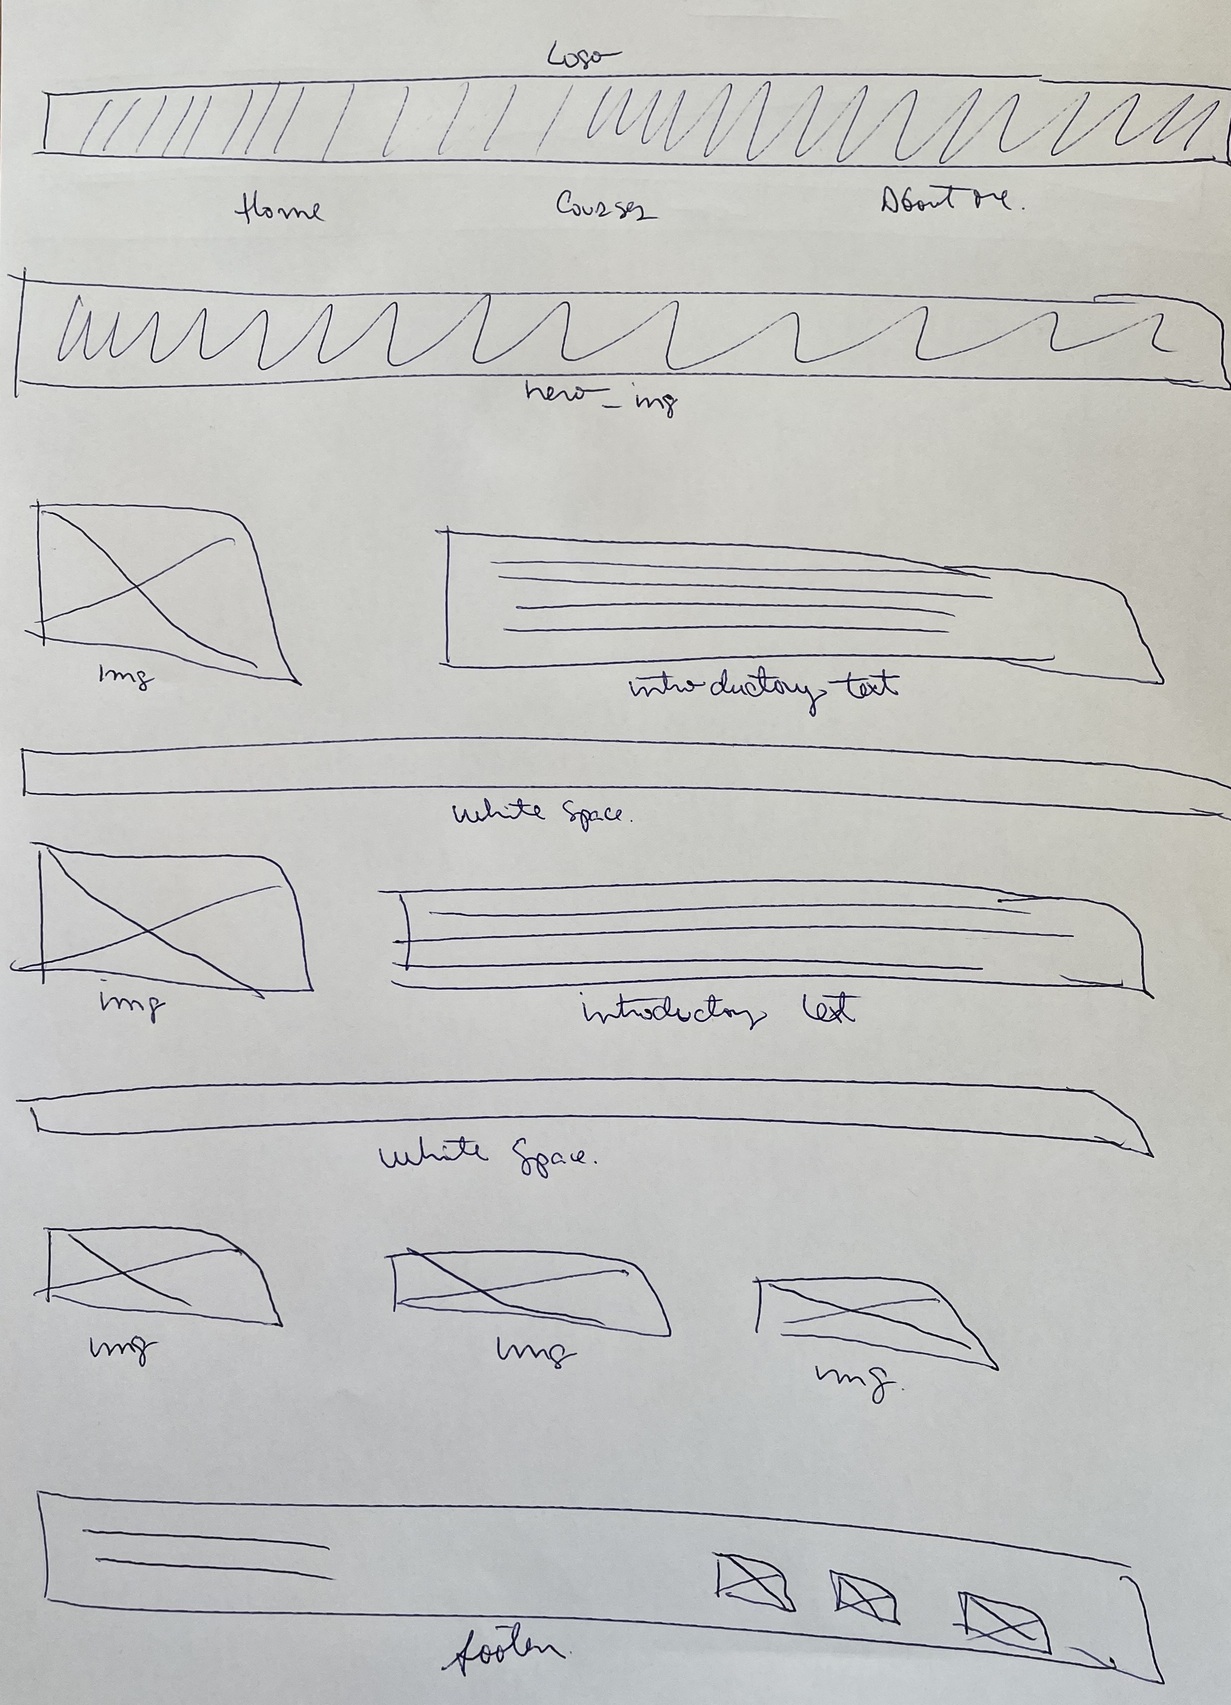 Logo
Home Courses About Me.
hero_img
img introductory text
white space.
img introductory text
white space.
img img img.
footer.